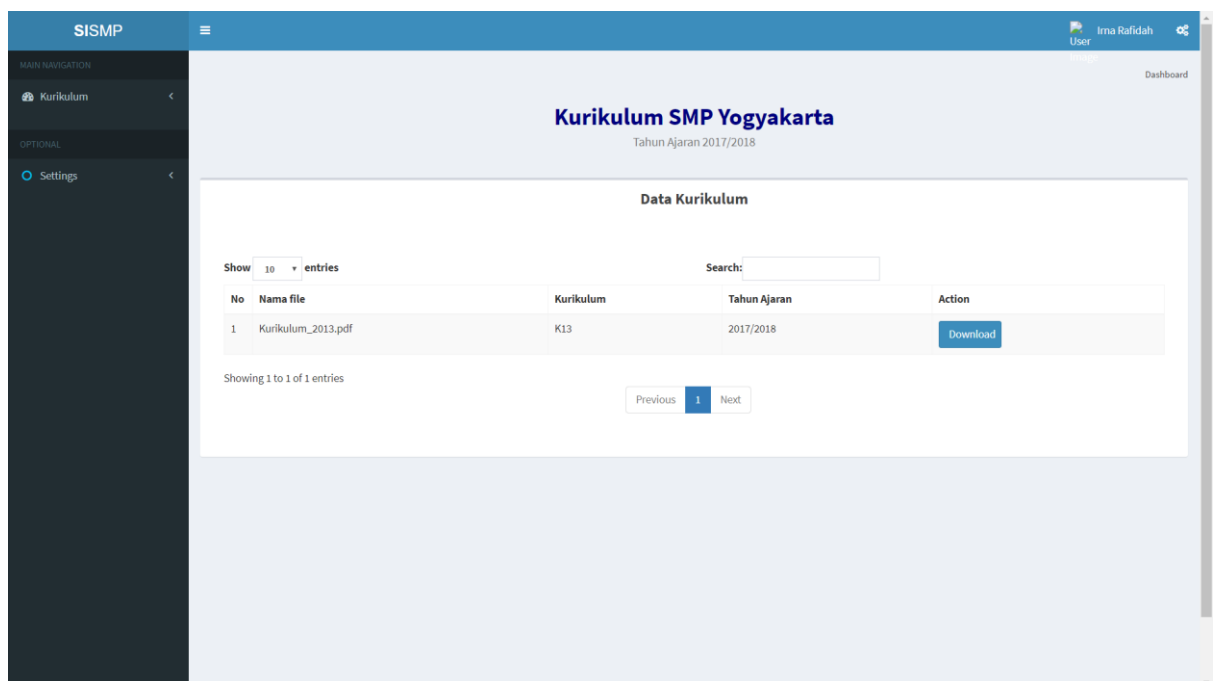 SISMP
User Image
Irna Rafidah
MAIN NAVIGATION
Kurikulum
OPTIONAL
Settings
Dashboard
Kurikulum SMP Yogyakarta
Tahun Ajaran 2017/2018
Data Kurikulum
Show 10 entries Search:
No Nama file Kurikulum Tahun Ajaran Action
1 Kurikulum_2013.pdf K13 2017/2018 Download
Showing 1 to 1 of 1 entries
Previous 1 Next